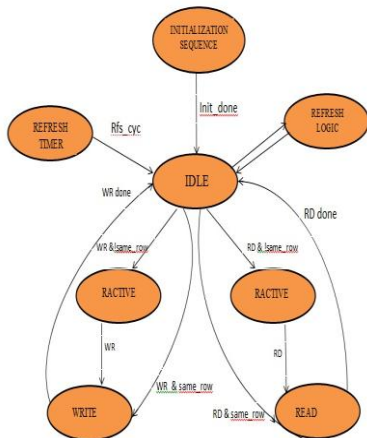 INITIALIZATION
SEQUENCE
Init_done
REFRESH
TIMER
Rfs_cyc
REFRESH
LOGIC
IDLE
WR done
RD done
WR &!same_row
RD & !same_row
RACTIVE
RACTIVE
WR
RD
WR & same_row
RD & same_row
WRITE
READ